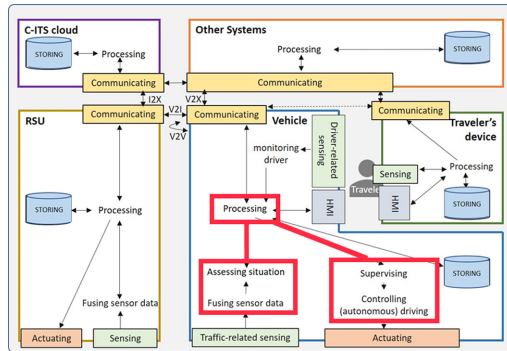 C-ITS cloud
STORING
Processing
Communicating
Other Systems
Processing
STORING
Communicating
I2X
V2X
V2I
V2V
RSU
Communicating
STORING
Processing
Fusing sensor data
Actuating
Sensing
Communicating
Vehicle
monitoring
driver
Driver-related
sensing
HMI
Processing
Assessing situation
Fusing sensor data
Traffic-related sensing
Supervising
Controlling
(autonomous) driving
Actuating
STORING
Communicating
Traveler's
device
Sensing
Processing
Travele
HMI
STORING